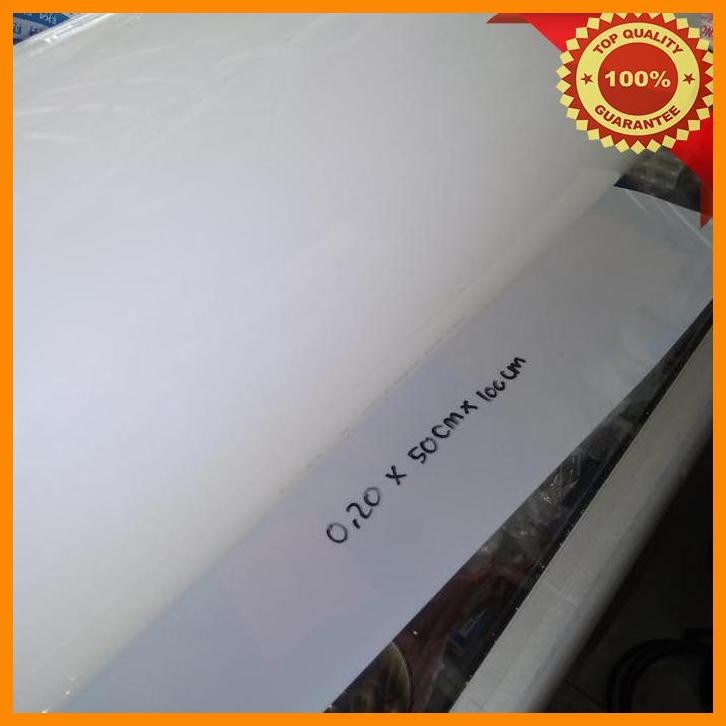 TOP QUALITY
100%
GUARANTEE
0,20 x 50cm x 100cm